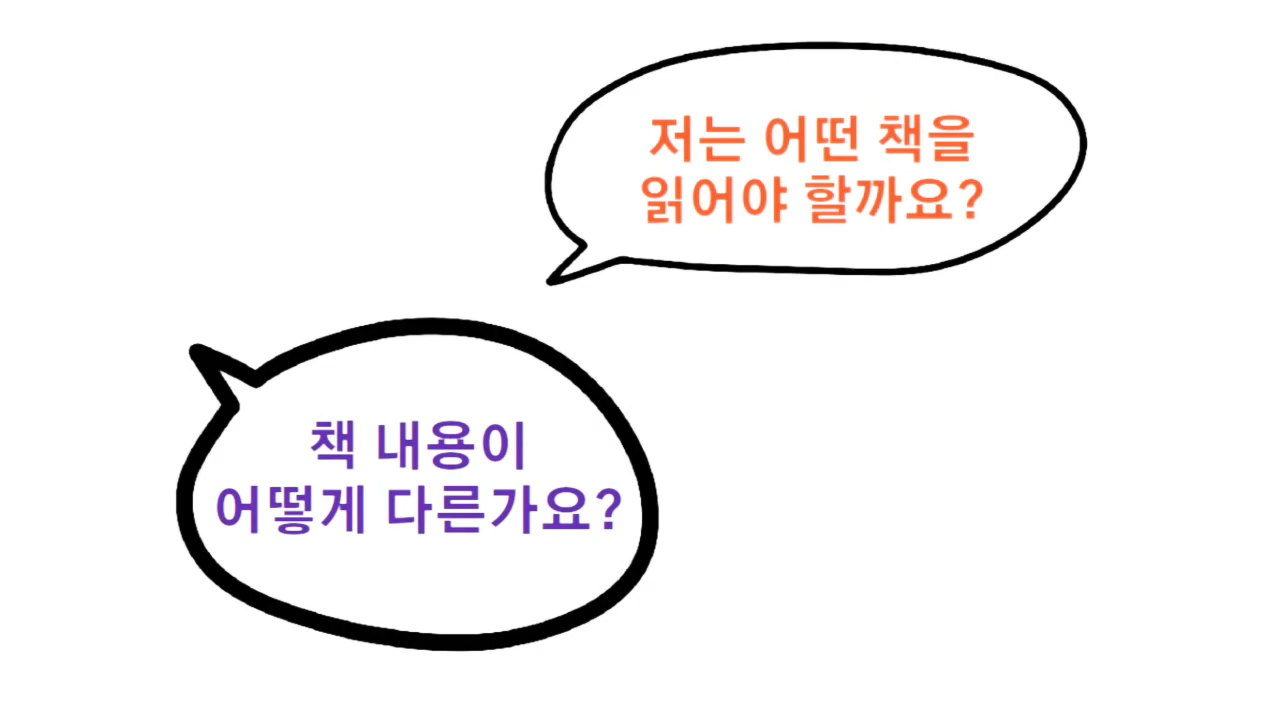 저는 어떤 책을
읽어야 할까요?
책 내용이
어떻게 다른가요?